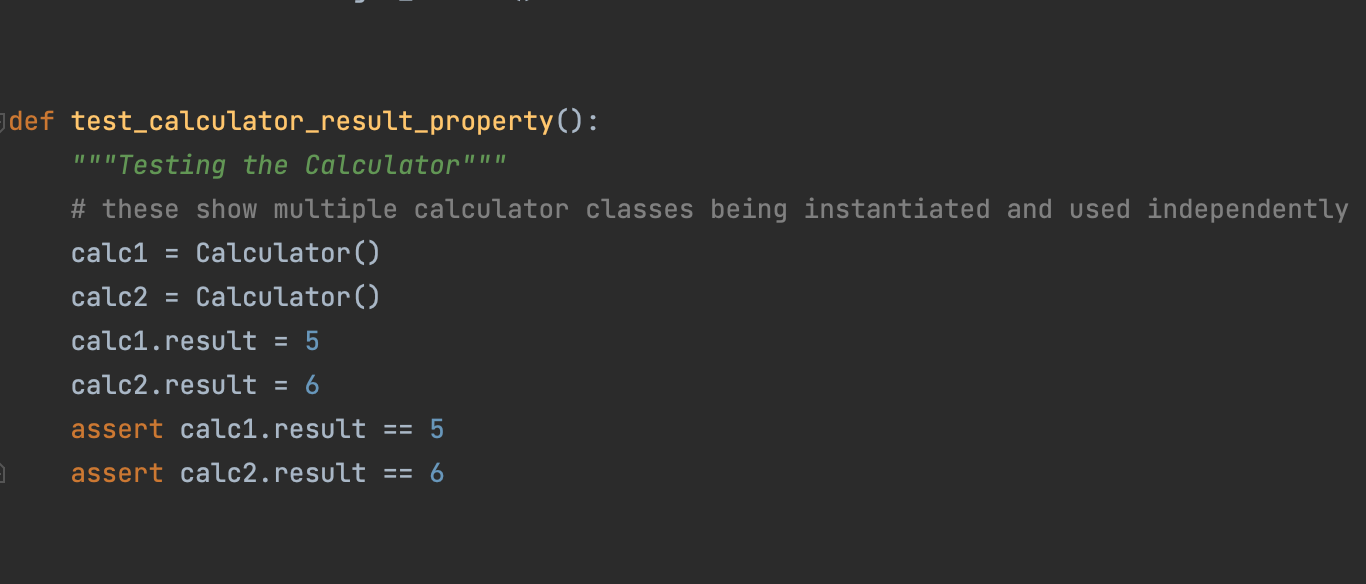 def test_calculator_result_property():
    """Testing the Calculator"""
    # these show multiple calculator classes being instantiated and used independently
    calc1 = Calculator()
    calc2 = Calculator()
    calc1.result = 5
    calc2.result = 6
    assert calc1.result == 5
    assert calc2.result == 6